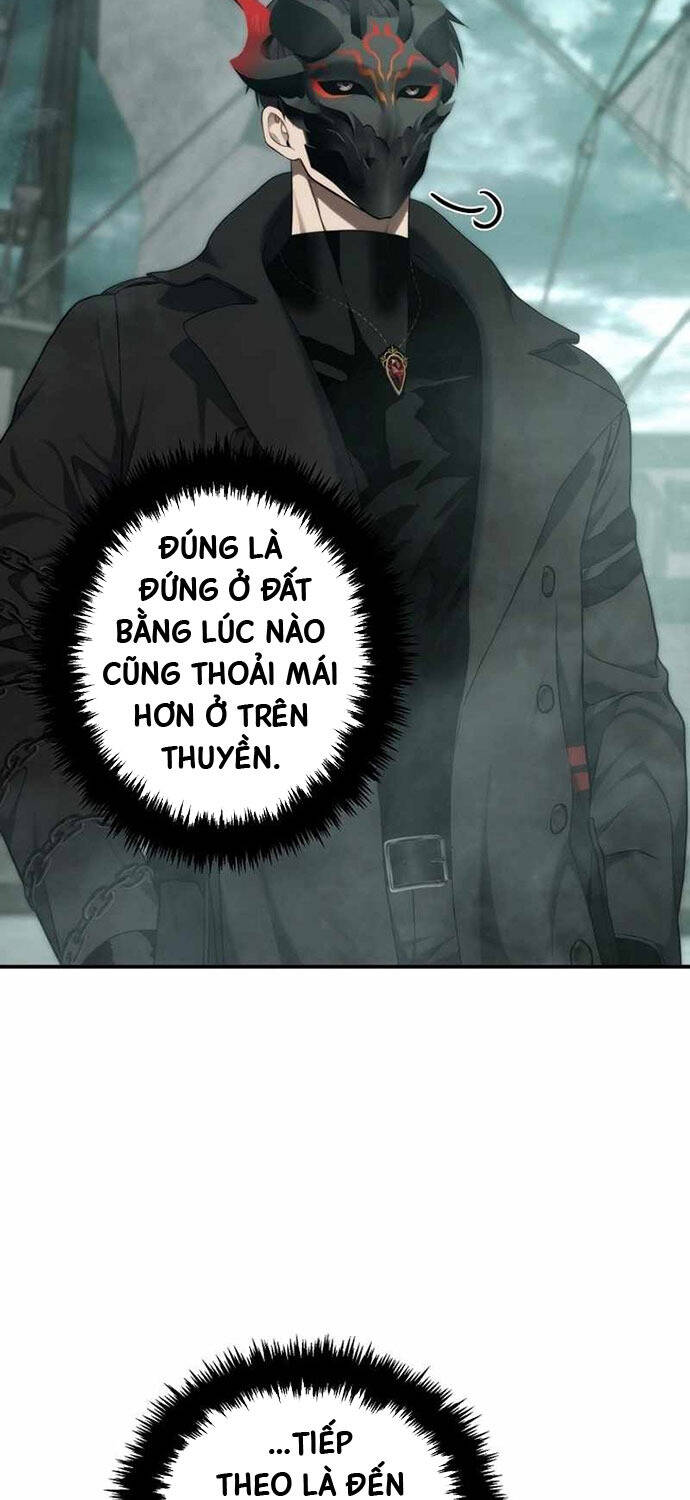 ĐÚNG LÀ
ĐỨNG Ở ĐẤT
BẰNG LÚC NÀO
CŨNG THOẢI MÁI
HƠN Ở TRÊN
THUYỀN.
...TIẾP
THEO LÀ ĐẾN